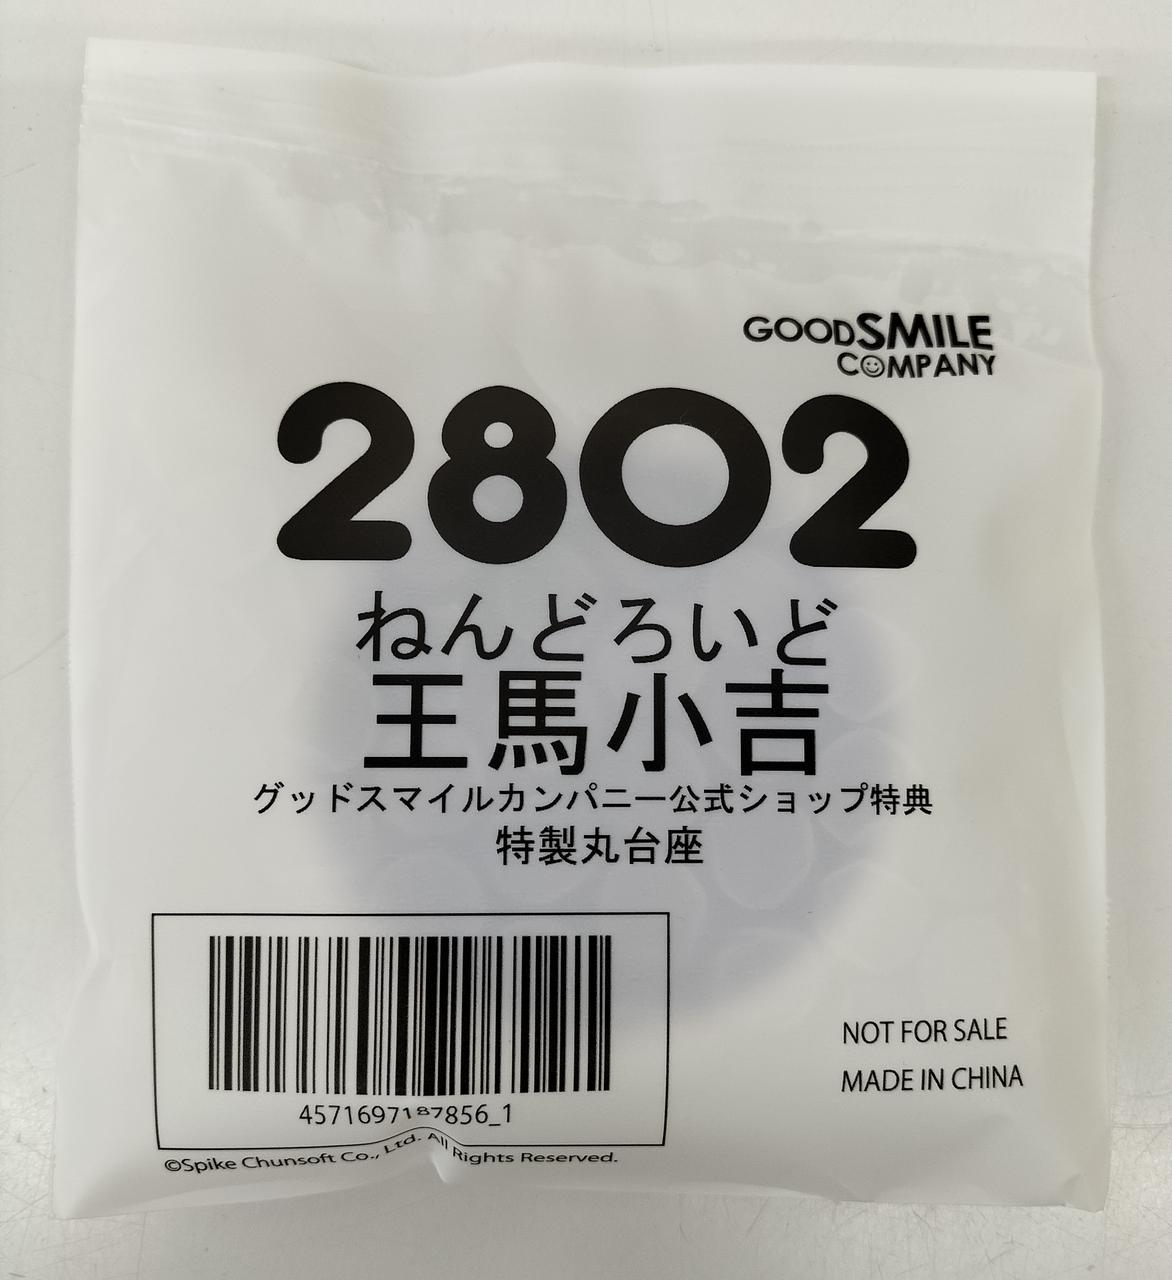 GOODSMILE
COMPANY
2802
ねんどろいど
王馬小吉
グッドスマイルカンパニー公式ショップ特典
特製丸台座
4571697187856_1
NOT FOR SALE
MADE IN CHINA
©Spike Chunsoft Co., Ltd. All Rights Reserved.